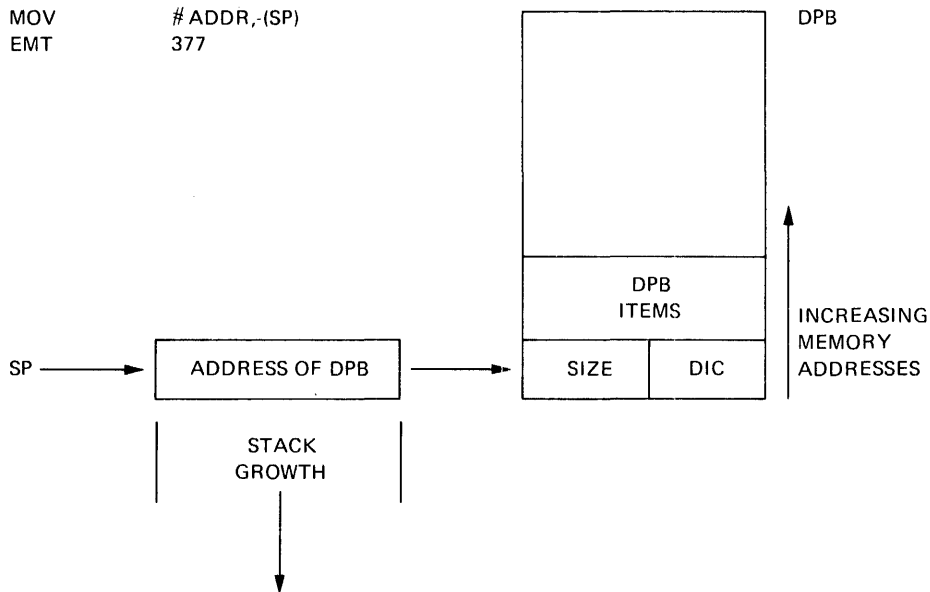 MOV #ADDR,-(SP)
EMT 377
DPB
DPB
ITEMS
INCREASING
MEMORY
ADDRESSES
SP
ADDRESS OF DPB
SIZE
DIC
STACK
GROWTH